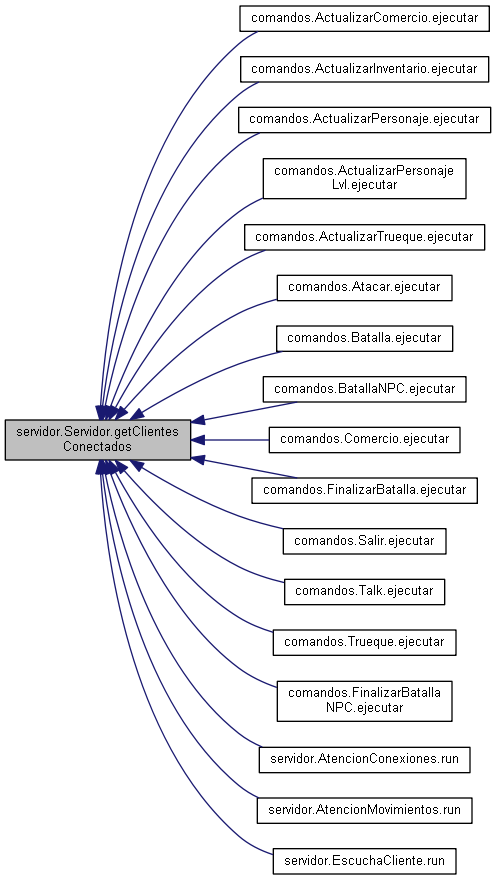 comandos.ActualizarComercio.ejecutar
comandos.ActualizarInventario.ejecutar
comandos.ActualizarPersonaje.ejecutar
comandos.ActualizarPersonaje
Lvl.ejecutar
comandos.ActualizarTrueque.ejecutar
comandos.Atacar.ejecutar
comandos.Batalla.ejecutar
comandos.BatallaNPC.ejecutar
servidor.Servidor.getClientes
Conectados
comandos.Comercio.ejecutar
comandos.FinalizarBatalla.ejecutar
comandos.Salir.ejecutar
comandos.Talk.ejecutar
comandos.Trueque.ejecutar
comandos.FinalizarBatalla
NPC.ejecutar
servidor.AtencionConexiones.run
servidor.AtencionMovimientos.run
servidor.EscuchaCliente.run